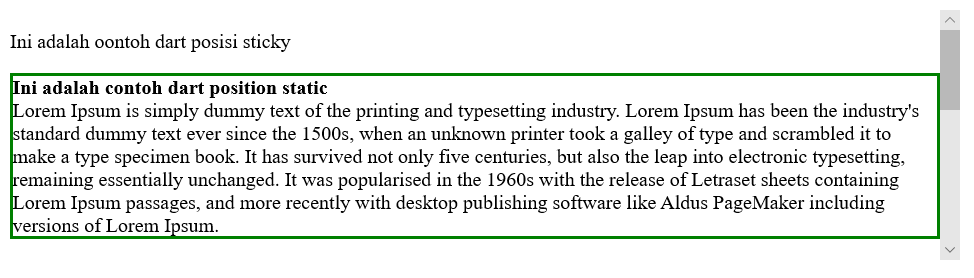 Ini adalah oontoh dart posisi sticky
Ini adalah contoh dart position static
Lorem Ipsum is simply dummy text of the printing and typesetting industry. Lorem Ipsum has been the industry's
standard dummy text ever since the 1500s, when an unknown printer took a galley of type and scrambled it to
make a type specimen book. It has survived not only five centuries, but also the leap into electronic typesetting,
remaining essentially unchanged. It was popularised in the 1960s with the release of Letraset sheets containing
Lorem Ipsum passages, and more recently with desktop publishing software like Aldus PageMaker including
versions of Lorem Ipsum.